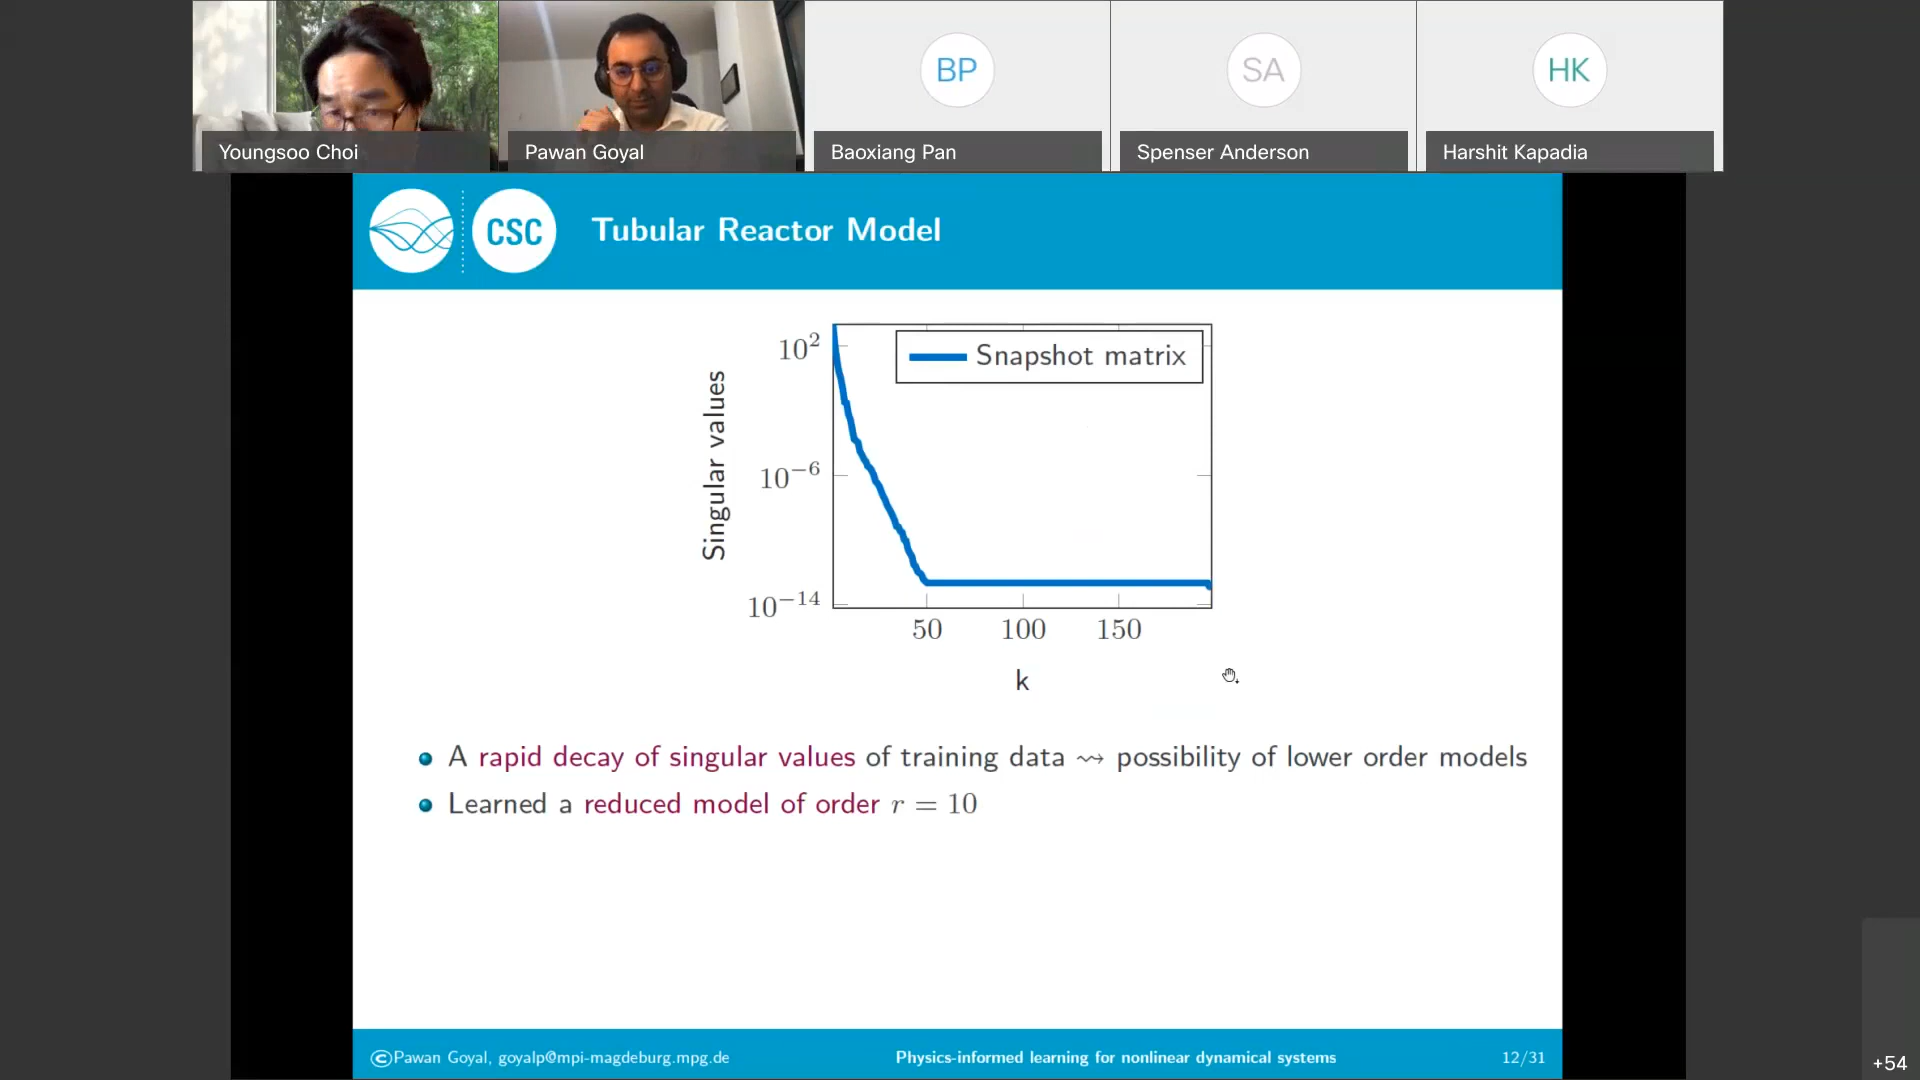 BP
SA
HK
Youngsoo Choi
Pawan Goyal
Baoxiang Pan
Spenser Anderson
Harshit Kapadia
CSC
Tubular Reactor Model
Snapshot matrix
Singular values
10²
10⁻⁶
10⁻¹⁴
50 100 150
k
A rapid decay of singular values of training data ⇝ possibility of lower order models
Learned a reduced model of order r = 10
©Pawan Goyal, goyalp@mpi-magdeburg.mpg.de
Physics-informed learning for nonlinear dynamical systems
12/31
+54